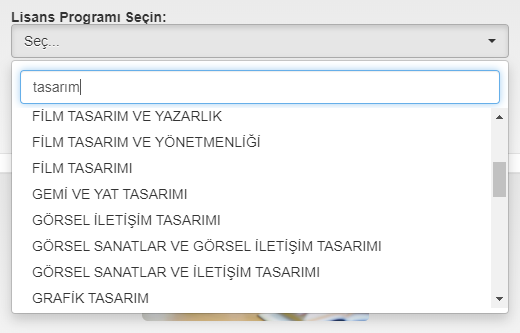 Lisans Programı Seçin:
Seç...
tasarım
FİLM TASARIM VE YAZARLIK
FİLM TASARIM VE YÖNETMENLİĞİ
FİLM TASARIMI
GEMİ VE YAT TASARIMI
GÖRSEL İLETİŞİM TASARIMI
GÖRSEL SANATLAR VE GÖRSEL İLETİŞİM TASARIMI
GÖRSEL SANATLAR VE İLETİŞİM TASARIMI
GRAFİK TASARIM